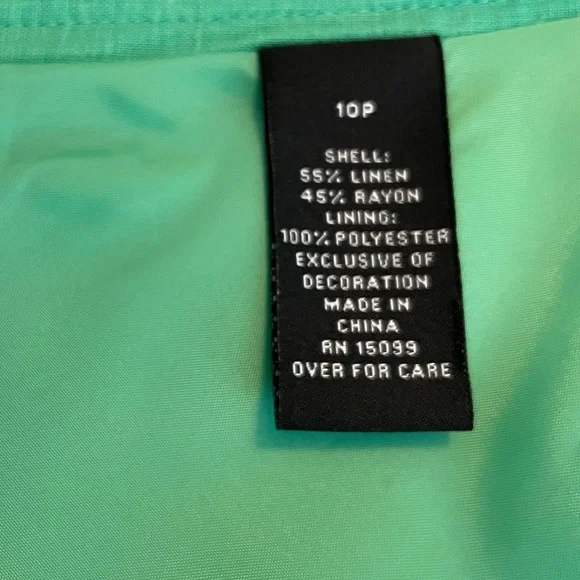 10P
SHELL:
55% LINEN
45% RAYON
LINING:
100% POLYESTER
EXCLUSIVE OF
DECORATION
MADE IN
CHINA
RN 15099
OVER FOR CARE